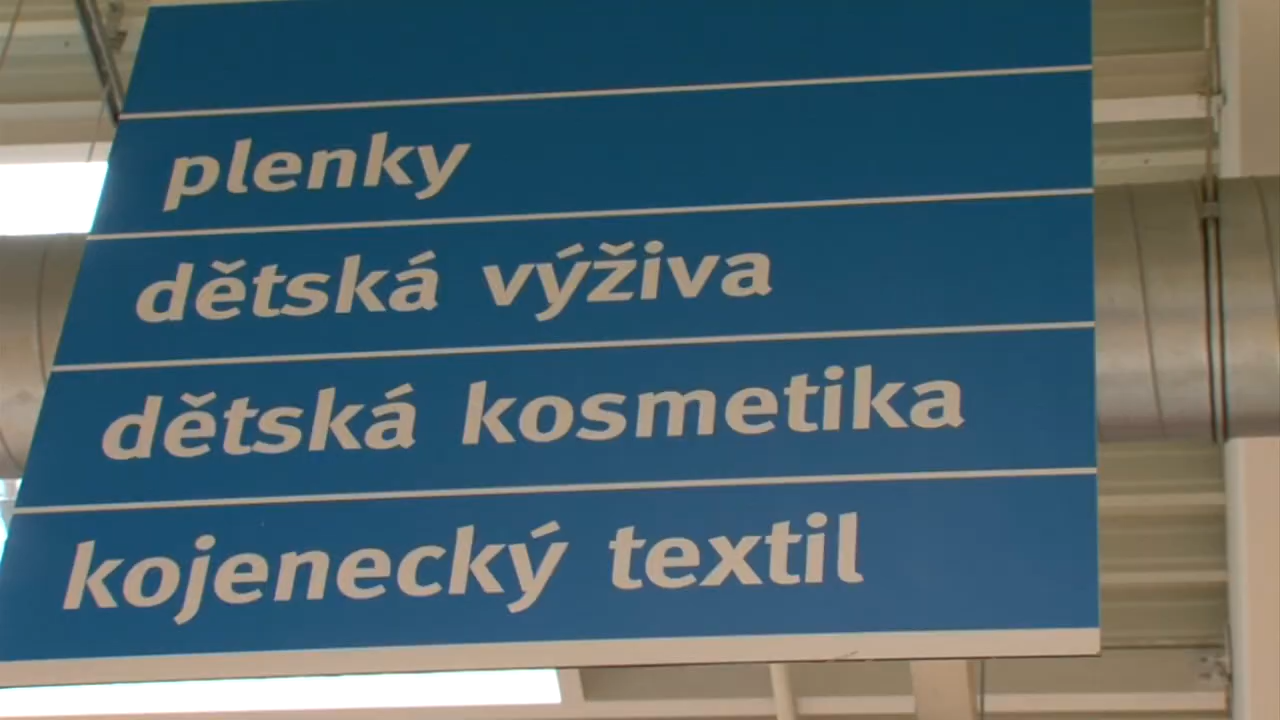 plenky
dětská výživa
dětská kosmetika
kojenecký textil